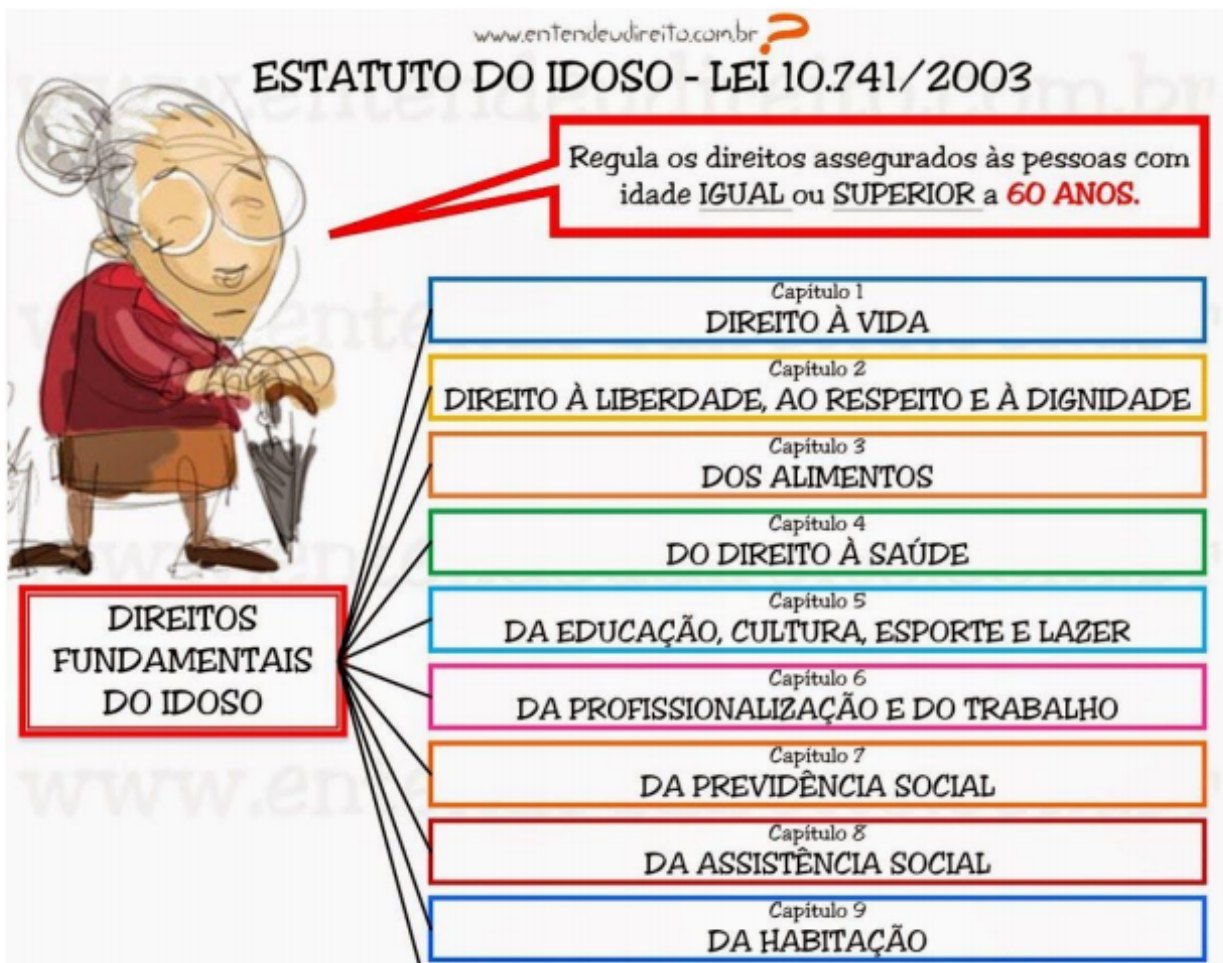 www.entendeudireito.com.br
ESTATUTO DO IDOSO - LEI 10.741/2003
Regula os direitos assegurados às pessoas com
idade IGUAL ou SUPERIOR a 60 ANOS.
Capítulo 1
DIREITO À VIDA
Capítulo 2
DIREITO À LIBERDADE, AO RESPEITO E À DIGNIDADE
Capítulo 3
DOS ALIMENTOS
Capítulo 4
DO DIREITO À SAÚDE
Capítulo 5
DA EDUCAÇÃO, CULTURA, ESPORTE E LAZER
Capítulo 6
DA PROFISSIONALIZAÇÃO E DO TRABALHO
Capítulo 7
DA PREVIDÊNCIA SOCIAL
Capítulo 8
DA ASSISTÊNCIA SOCIAL
Capítulo 9
DA HABITAÇÃO
DIREITOS
FUNDAMENTAIS
DO IDOSO